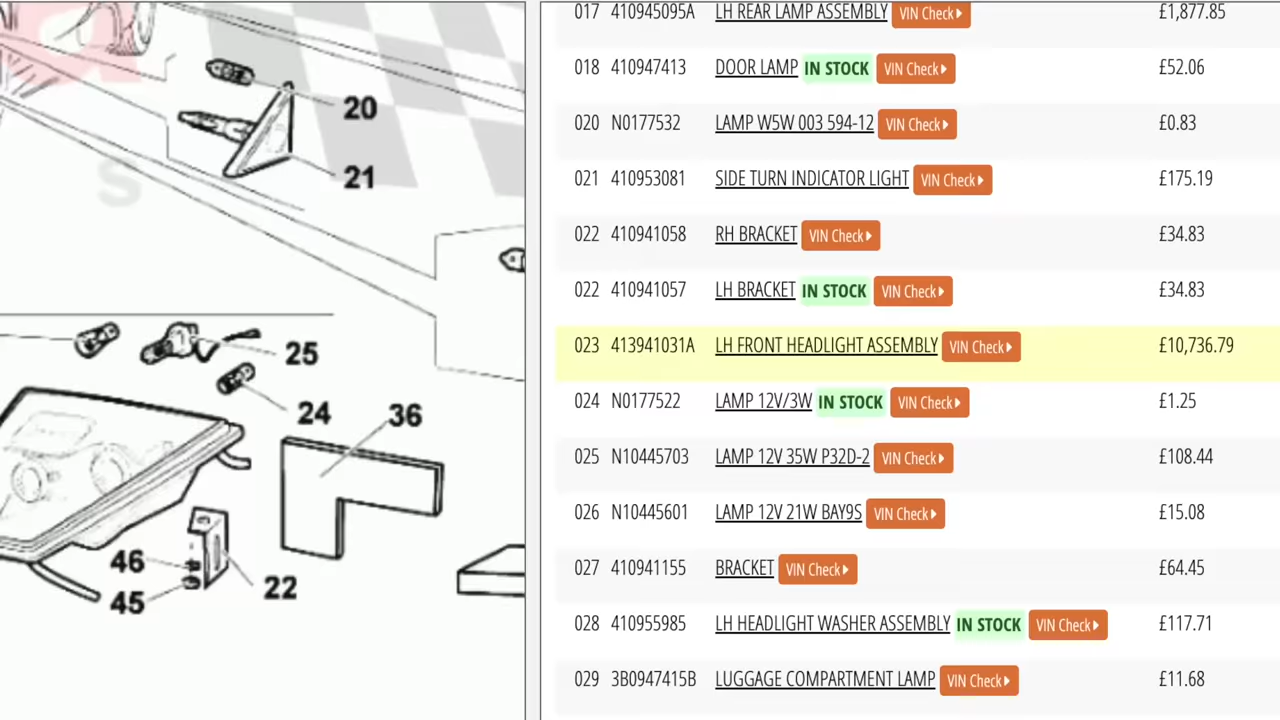 20
21
s
25
24
36
46
45
22
017 410945095A LH REAR LAMP ASSEMBLY VIN Check £1,877.85
018 410947413 DOOR LAMP IN STOCK VIN Check £52.06
020 N0177532 LAMP W5W 003 594-12 VIN Check £0.83
021 410953081 SIDE TURN INDICATOR LIGHT VIN Check £175.19
022 410941058 RH BRACKET VIN Check £34.83
022 410941057 LH BRACKET IN STOCK VIN Check £34.83
023 413941031A LH FRONT HEADLIGHT ASSEMBLY VIN Check £10,736.79
024 N0177522 LAMP 12V/3W IN STOCK VIN Check £1.25
025 N10445703 LAMP 12V 35W P32D-2 VIN Check £108.44
026 N10445601 LAMP 12V 21W BAY9S VIN Check £15.08
027 410941155 BRACKET VIN Check £64.45
028 410955985 LH HEADLIGHT WASHER ASSEMBLY IN STOCK VIN Check £117.71
029 3B0947415B LUGGAGE COMPARTMENT LAMP VIN Check £11.68